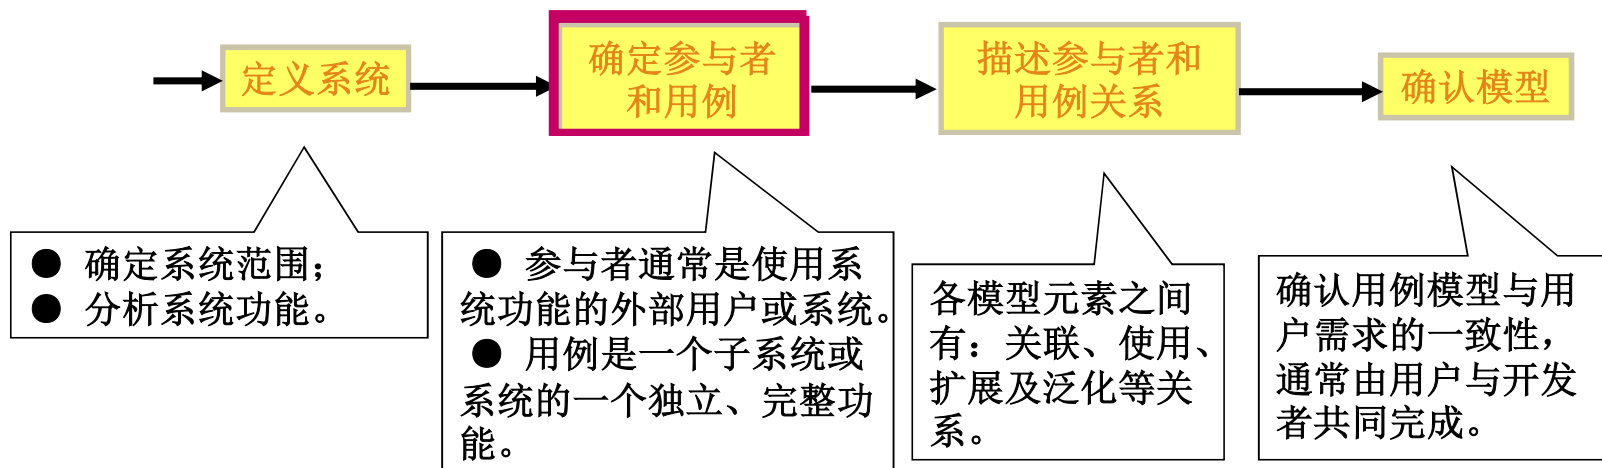 定义系统
确定参与者
和用例
描述参与者和
用例关系
确认模型
● 确定系统范围；
● 分析系统功能。
● 参与者通常是使用系
统功能的外部用户或系统。
● 用例是一个子系统或
系统的一个独立、完整功
能。
各模型元素之间
有：关联、使用、
扩展及泛化等关
系。
确认用例模型与用
户需求的一致性，
通常由用户与开发
者共同完成。